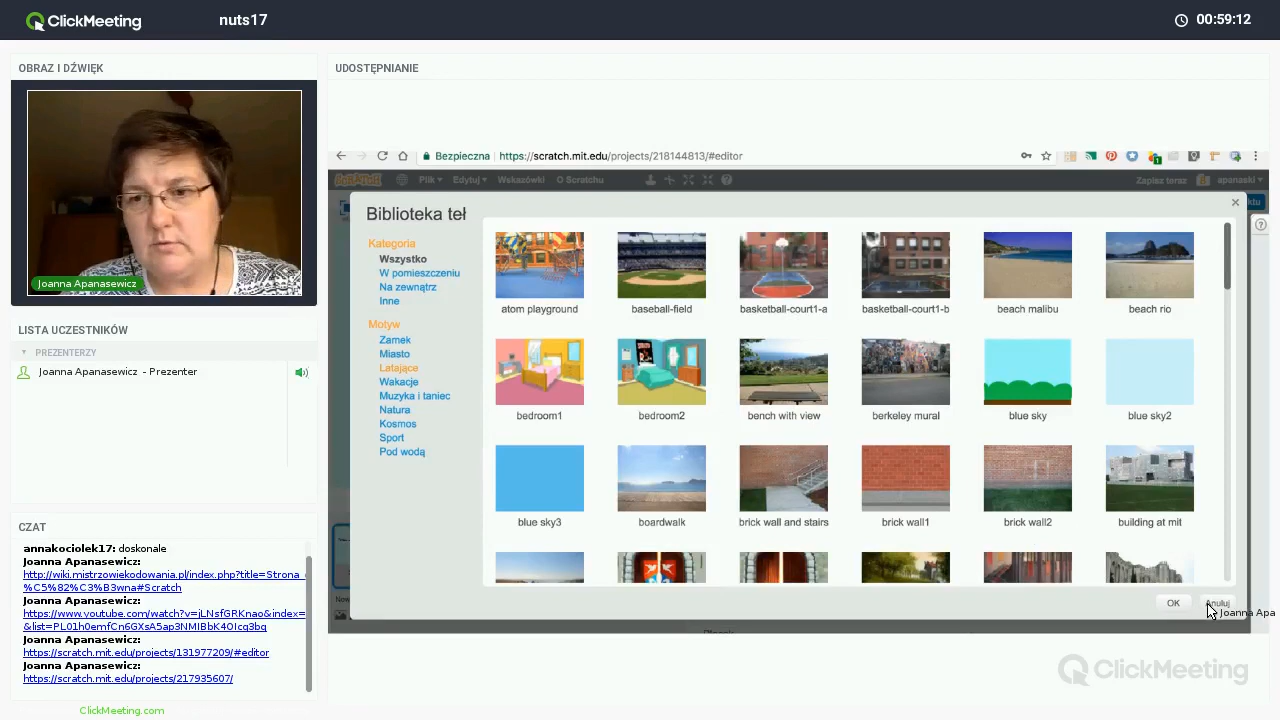 ClickMeeting
nuts17
00:59:12
OBRAZ I DŹWIĘK
Joanna Apanasewicz
LISTA UCZESTNIKÓW
PREZENTERZY
Joanna Apanasewicz - Prezenter
CZAT
annakociolek17: doskonale
Joanna Apanasewicz:
http://wiki.mistrzowiekodowania.pl/index.php?title=Strona_
%C5%82%C3%B3wna#Scratch
Joanna Apanasewicz:
https://www.youtube.com/watch?v=jLNsfGRKnao&index=
&list=PL01h0emfCn6GXsA5ap3NMIBbK4OIcq3bq
Joanna Apanasewicz:
https://scratch.mit.edu/projects/131977209/#editor
Joanna Apanasewicz:
https://scratch.mit.edu/projects/217935607/
ClickMeeting.com
UDOSTĘPNIANIE
Bezpieczna https://scratch.mit.edu/projects/218144813/#editor
SCRATCH Plik Edytuj Wskazówki O Scratchu Zapisz teraz apanaski
Biblioteka teł
Kategoria
Wszystko
W pomieszczeniu
Na zewnątrz
Inne
Motyw
Zamek
Miasto
Latające
Wakacje
Muzyka i taniec
Natura
Kosmos
Sport
Pod wodą
atom playground baseball-field basketball-court1-a basketball-court1-b beach malibu beach rio
bedroom1 bedroom2 bench with view berkeley mural blue sky blue sky2
blue sky3 boardwalk brick wall and stairs brick wall1 brick wall2 building at mit
OK Anuluj
Joanna Apa
ClickMeeting